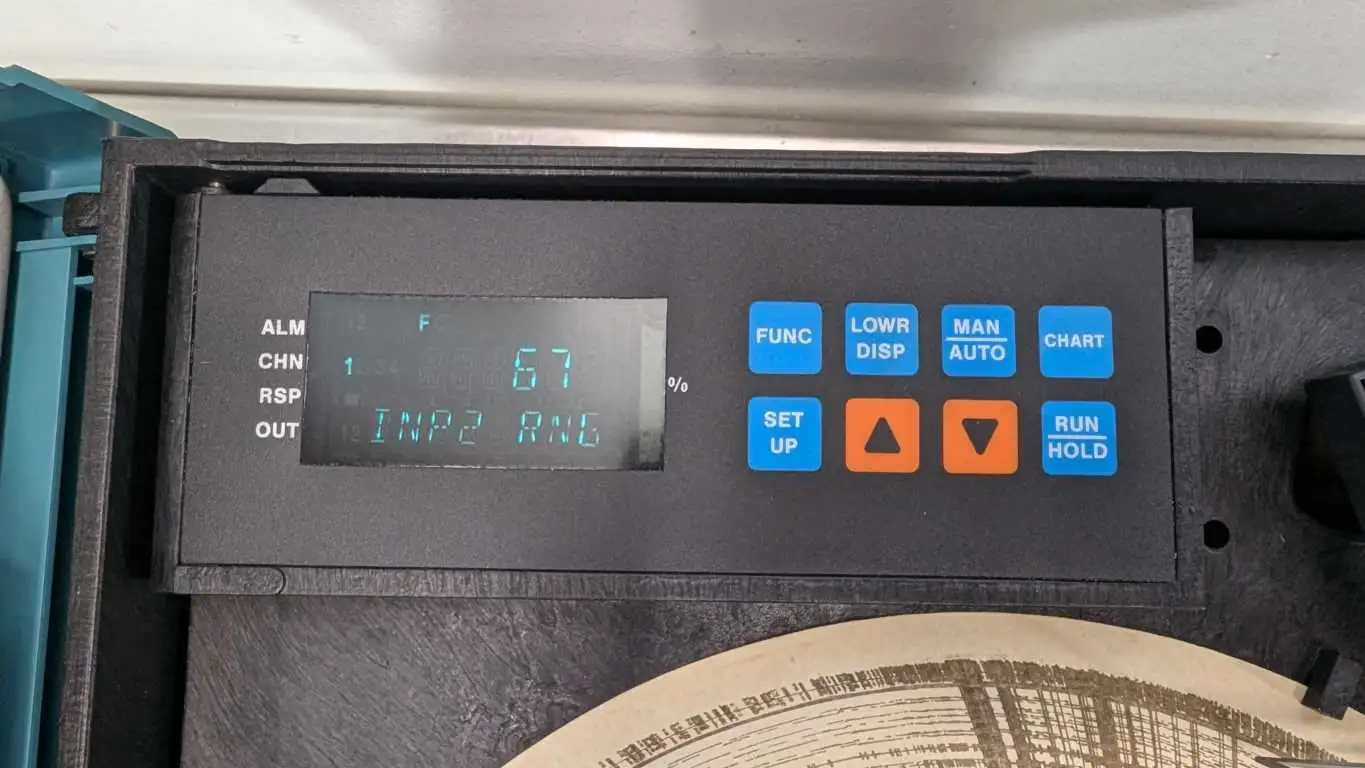 ALM
CHN
RSP
OUT
F
1
67
INP2 RNG
%
FUNC
LOWR
DISP
MAN
AUTO
CHART
SET
UP
RUN
HOLD